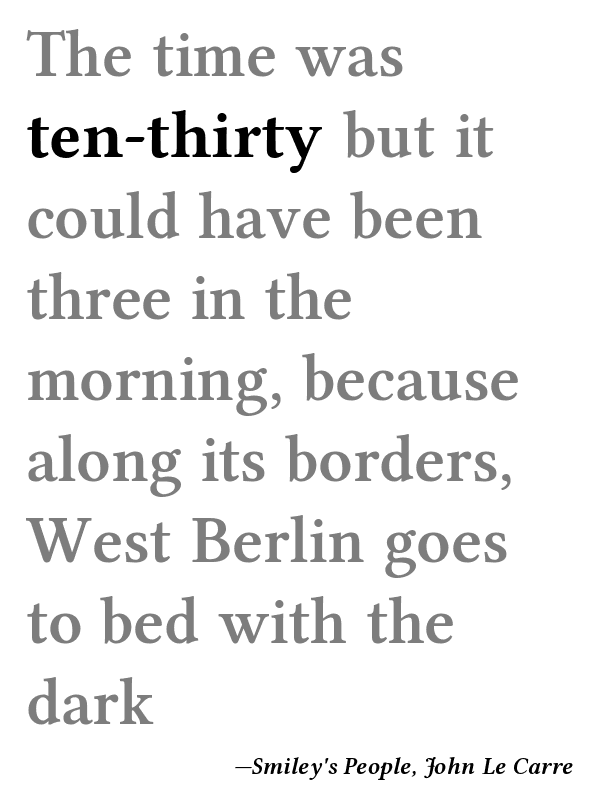 The time was
ten-thirty but it
could have been
three in the
morning, because
along its borders,
West Berlin goes
to bed with the
dark
—Smiley's People, John Le Carre